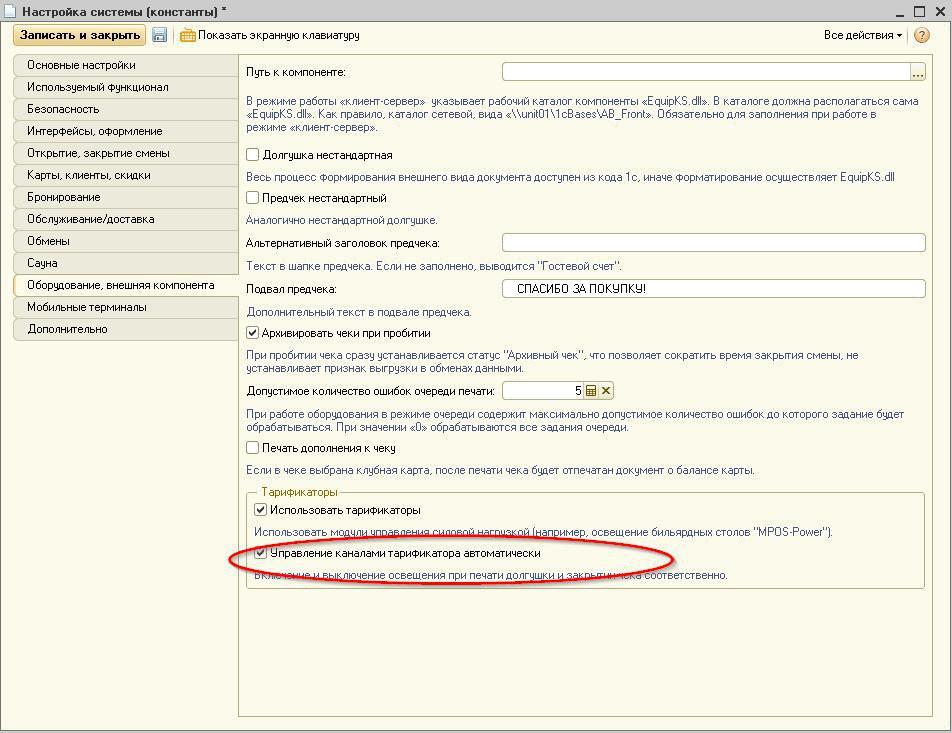 Настройка системы (константы) *
Записать и закрыть
Показать экранную клавиатуру
Все действия
?
Основные настройки
Используемый функционал
Безопасность
Интерфейсы, оформление
Открытие, закрытие смены
Карты, клиенты, скидки
Бронирование
Обслуживание/доставка
Обмены
Сауна
Оборудование, внешняя компонента
Мобильные терминалы
Дополнительно
Путь к компоненте:
...
В режиме работы «клиент-сервер» указывает рабочий каталог компоненты «EquipKS.dll». В каталоге должна располагаться сама
«EquipKS.dll». Как правило, каталог сетевой, вида «\\unit01\1cBases\AB_Front». Обязательно для заполнения при работе в
режиме «клиент-сервер».
Долгушка нестандартная
Весь процесс формирования внешнего вида документа доступен из кода 1с, иначе форматирование осуществляет EquipKS.dll
Предчек нестандартный
Аналогично нестандартной долгушке.
Альтернативный заголовок предчека:
Текст в шапке предчека. Если не заполнено, выводится "Гостевой счет".
Подвал предчека:
СПАСИБО ЗА ПОКУПКУ!
Дополнительный текст в подвале предчека.
Архивировать чеки при пробитии
При пробитии чека сразу устанавливается статус "Архивный чек", что позволяет сократить время закрытия смены, не
устанавливает признак выгрузки в обменах данными.
Допустимое количество ошибок очереди печати:
5
При работе оборудования в режиме очереди содержит максимально допустимое количество ошибок до которого задание будет
обрабатываться. При значении «0» обрабатываются все задания очереди.
Печать дополнения к чеку
Если в чеке выбрана клубная карта, после печати чека будет отпечатан документ о балансе карты.
Тарификаторы
Использовать тарификаторы
Использовать модули управления силовой нагрузкой (например, освещение бильярдных столов "MPOS-Power").
Управление каналами тарификатора автоматически
Включение и выключение освещения при печати долгушки и закрытии чека соответственно.